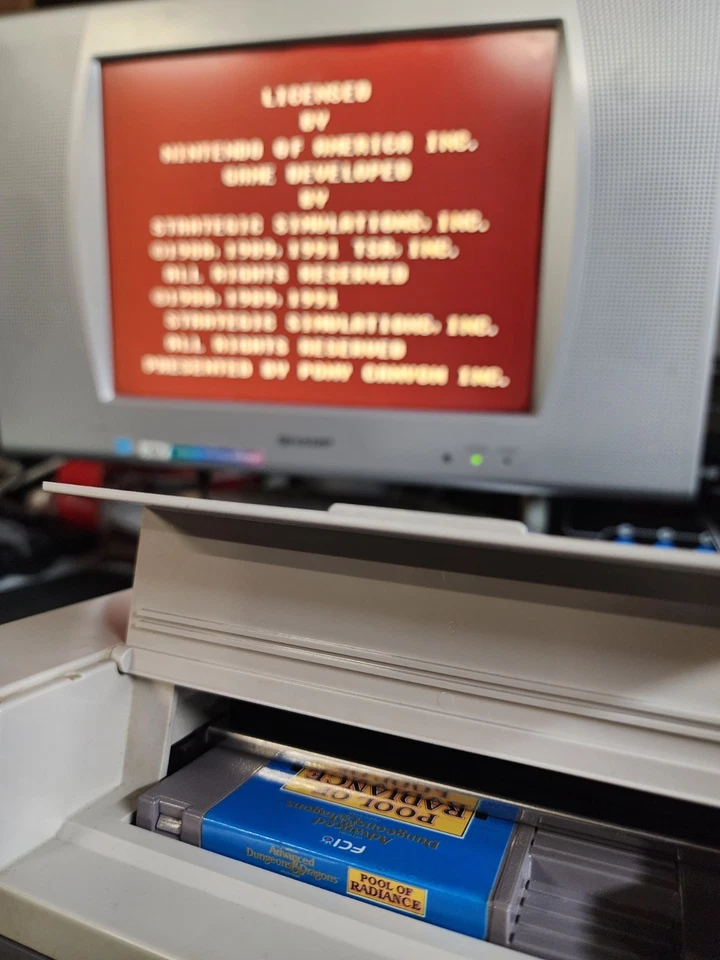 LICENSED
BY
NINTENDO OF AMERICA INC.
GAME DEVELOPED
BY
STRATEGIC SIMULATIONS, INC.
©1988, 1989, 1991 TSR, INC.
ALL RIGHTS RESERVED
©1988, 1989, 1991
STRATEGIC SIMULATIONS, INC.
ALL RIGHTS RESERVED
PRESENTED BY PONY CANYON INC.
SHARP
POOL OF
RADIANCE
Advanced
Dungeons & Dragons
FCI
Advanced
Dungeons & Dragons
POOL OF
RADIANCE